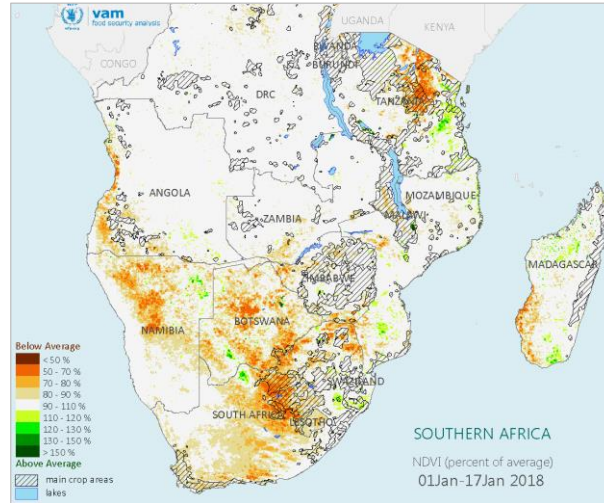 vam
food security analysis
UGANDA
KENYA
CONGO
RWANDA
BURUNDI
DRC
TANZANIA
ANGOLA
ZAMBIA
MALAWI
MOZAMBIQUE
ZIMBABWE
MADAGASCAR
NAMIBIA
BOTSWANA
SWAZILAND
SOUTH AFRICA
LESOTHO
Below Average
< 50 %
50 - 70 %
70 - 80 %
80 - 90 %
90 - 110 %
110 - 120 %
120 - 130 %
130 - 150 %
> 150 %
Above Average
main crop areas
lakes
SOUTHERN AFRICA
NDVI (percent of average)
01Jan-17Jan 2018